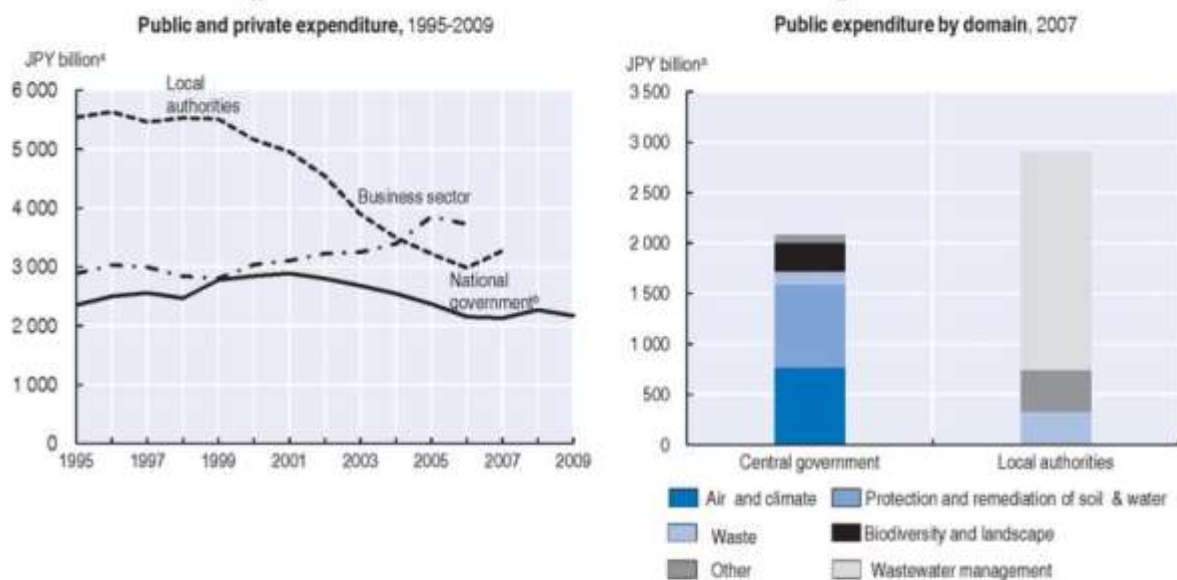 Public and private expenditure, 1995-2009
JPY billionª
6 000
5 000
4 000
3 000
2 000
1 000
0
Local
authorities
Business sector
National
governmentᵇ
1995
1997
1999
2001
2003
2005
2007
2009
Public expenditure by domain, 2007
JPY billionª
3 500
3 000
2 500
2 000
1 500
1 000
500
0
Central government
Local authorities
Air and climate
Protection and remediation of soil & water
Waste
Biodiversity and landscape
Other
Wastewater management